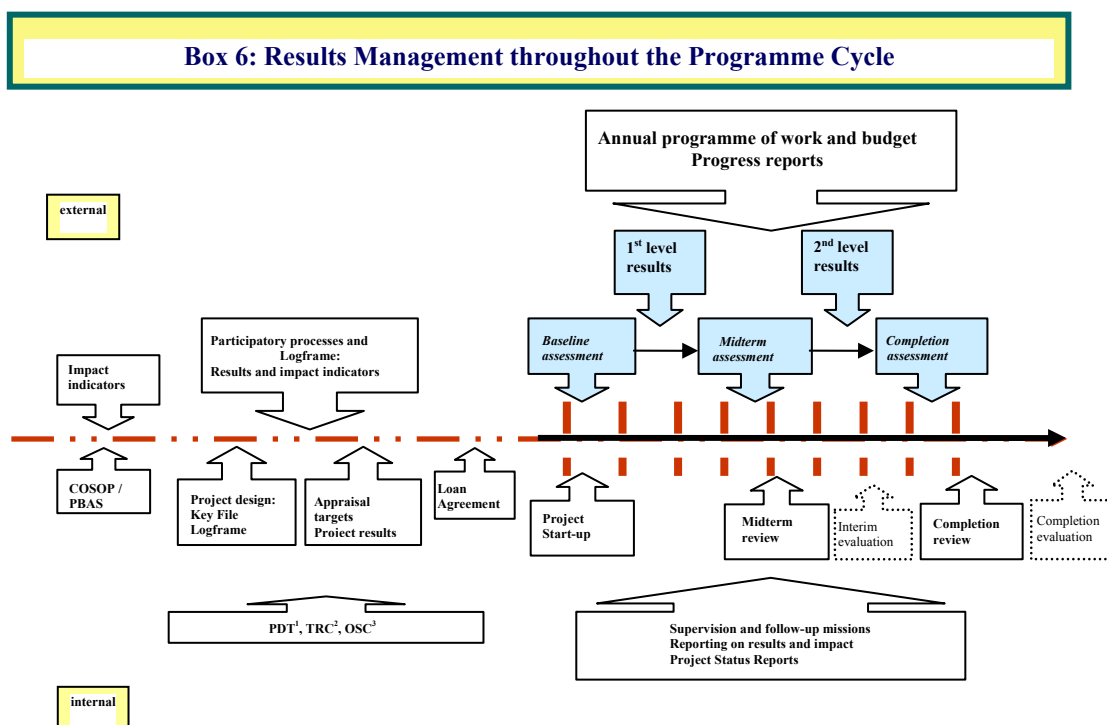 Box 6: Results Management throughout the Programme Cycle
Annual programme of work and budget
Progress reports
external
1st level
results
2nd level
results
Participatory processes and
Logframe:
Results and impact indicators
Baseline
assessment
Midterm
assessment
Completion
assessment
Impact
indicators
COSOP /
PBAS
Project design:
Key File
Logframe
Appraisal
targets
Project results
Loan
Agreement
Project
Start-up
Midterm
review
Interim
evaluation
Completion
review
Completion
evaluation
PDT1, TRC2, OSC3
Supervision and follow-up missions
Reporting on results and impact
Project Status Reports
internal